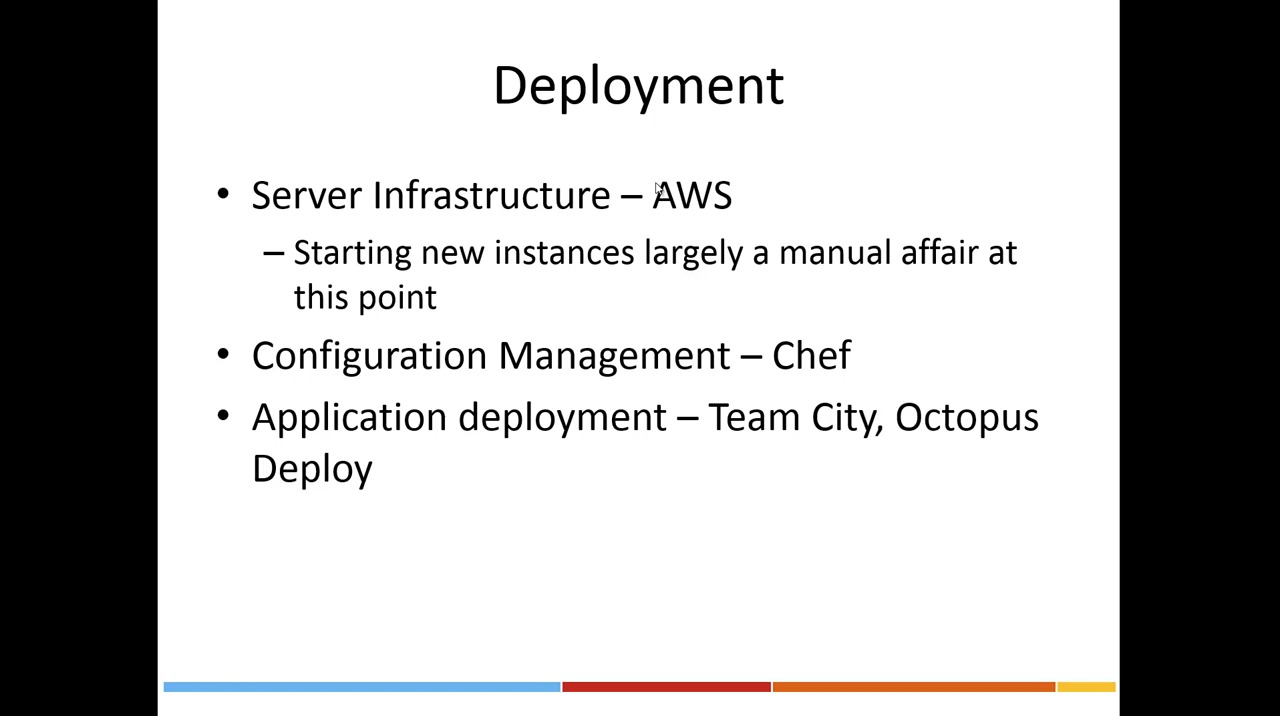 Deployment
• Server Infrastructure – AWS
– Starting new instances largely a manual affair at
this point
• Configuration Management – Chef
• Application deployment – Team City, Octopus
Deploy